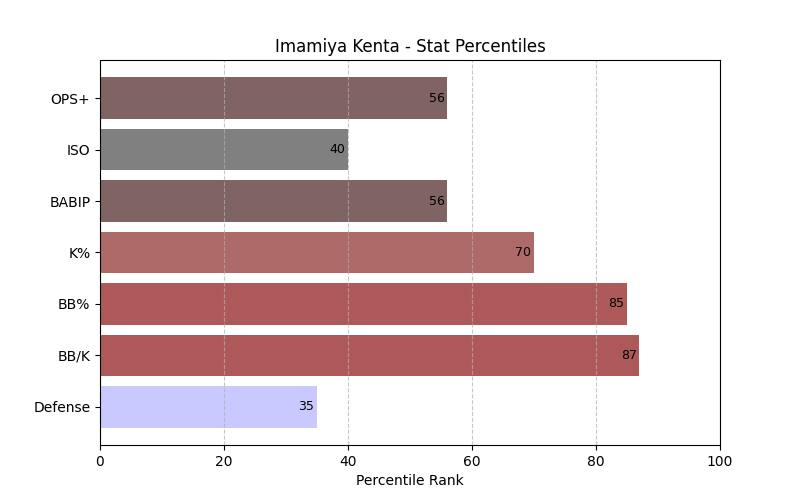 Imamiya Kenta - Stat Percentiles
OPS+ 56
ISO 40
BABIP 56
K% 70
BB% 85
BB/K 87
Defense 35
0 20 40 60 80 100
Percentile Rank